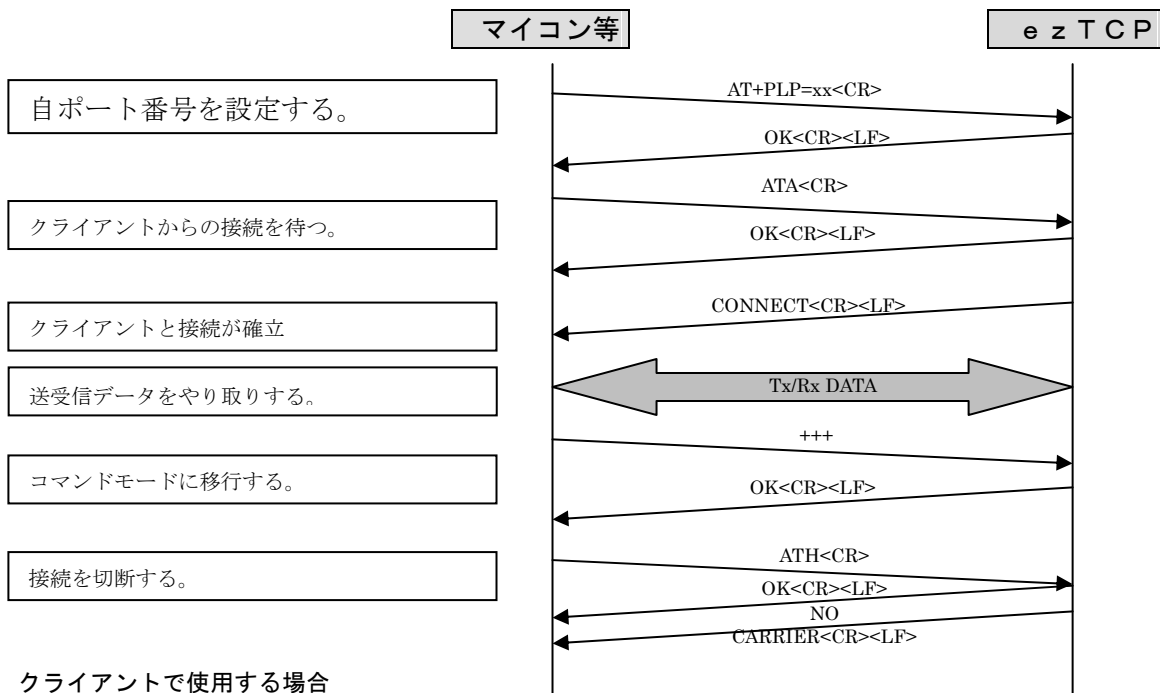 マイコン等
ｅｚＴＣＰ
自ポート番号を設定する。
AT+PLP=xx<CR>
OK<CR><LF>
ATA<CR>
クライアントからの接続を待つ。
OK<CR><LF>
CONNECT<CR><LF>
クライアントと接続が確立
送受信データをやり取りする。
Tx/Rx DATA
+++
コマンドモードに移行する。
OK<CR><LF>
ATH<CR>
接続を切断する。
OK<CR><LF>
NO
CARRIER<CR><LF>
クライアントで使用する場合